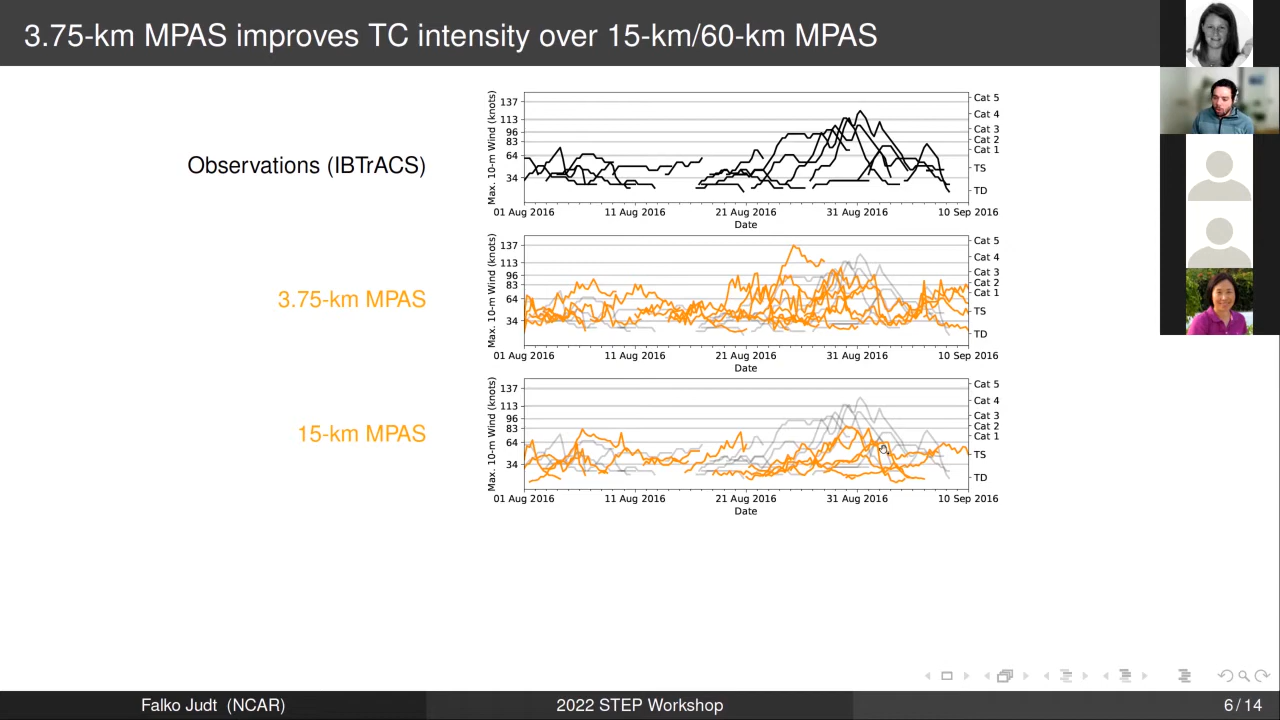 3.75-km MPAS improves TC intensity over 15-km/60-km MPAS
Observations (IBTrACS)
Max. 10-m Wind (knots)
137
113
96
83
64
34
Cat 5
Cat 4
Cat 3
Cat 2
Cat 1
TS
TD
01 Aug 2016 11 Aug 2016 21 Aug 2016 31 Aug 2016 10 Sep 2016
Date
3.75-km MPAS
Max. 10-m Wind (knots)
137
113
96
83
64
34
Cat 5
Cat 4
Cat 3
Cat 2
Cat 1
TS
TD
01 Aug 2016 11 Aug 2016 21 Aug 2016 31 Aug 2016 10 Sep 2016
Date
15-km MPAS
Max. 10-m Wind (knots)
137
113
96
83
64
34
Cat 5
Cat 4
Cat 3
Cat 2
Cat 1
TS
TD
01 Aug 2016 11 Aug 2016 21 Aug 2016 31 Aug 2016 10 Sep 2016
Date
Falko Judt (NCAR) 2022 STEP Workshop 6 / 14